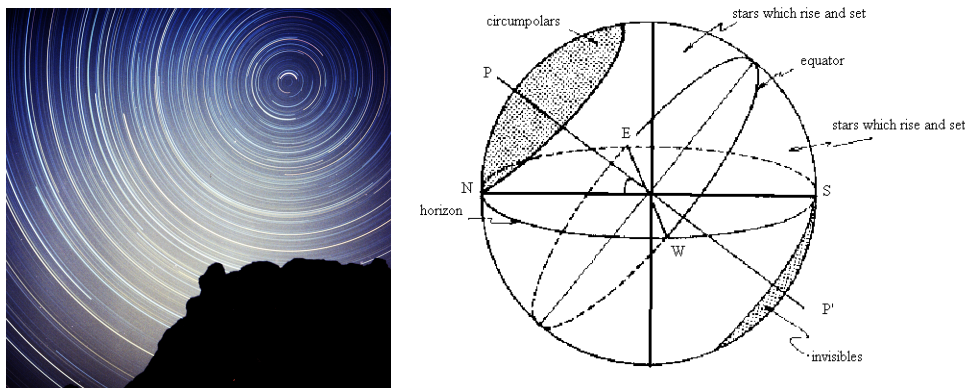 circumpolars
stars which rise and set
equator
P
E
stars which rise and set
N
S
horizon
W
P'
invisibles